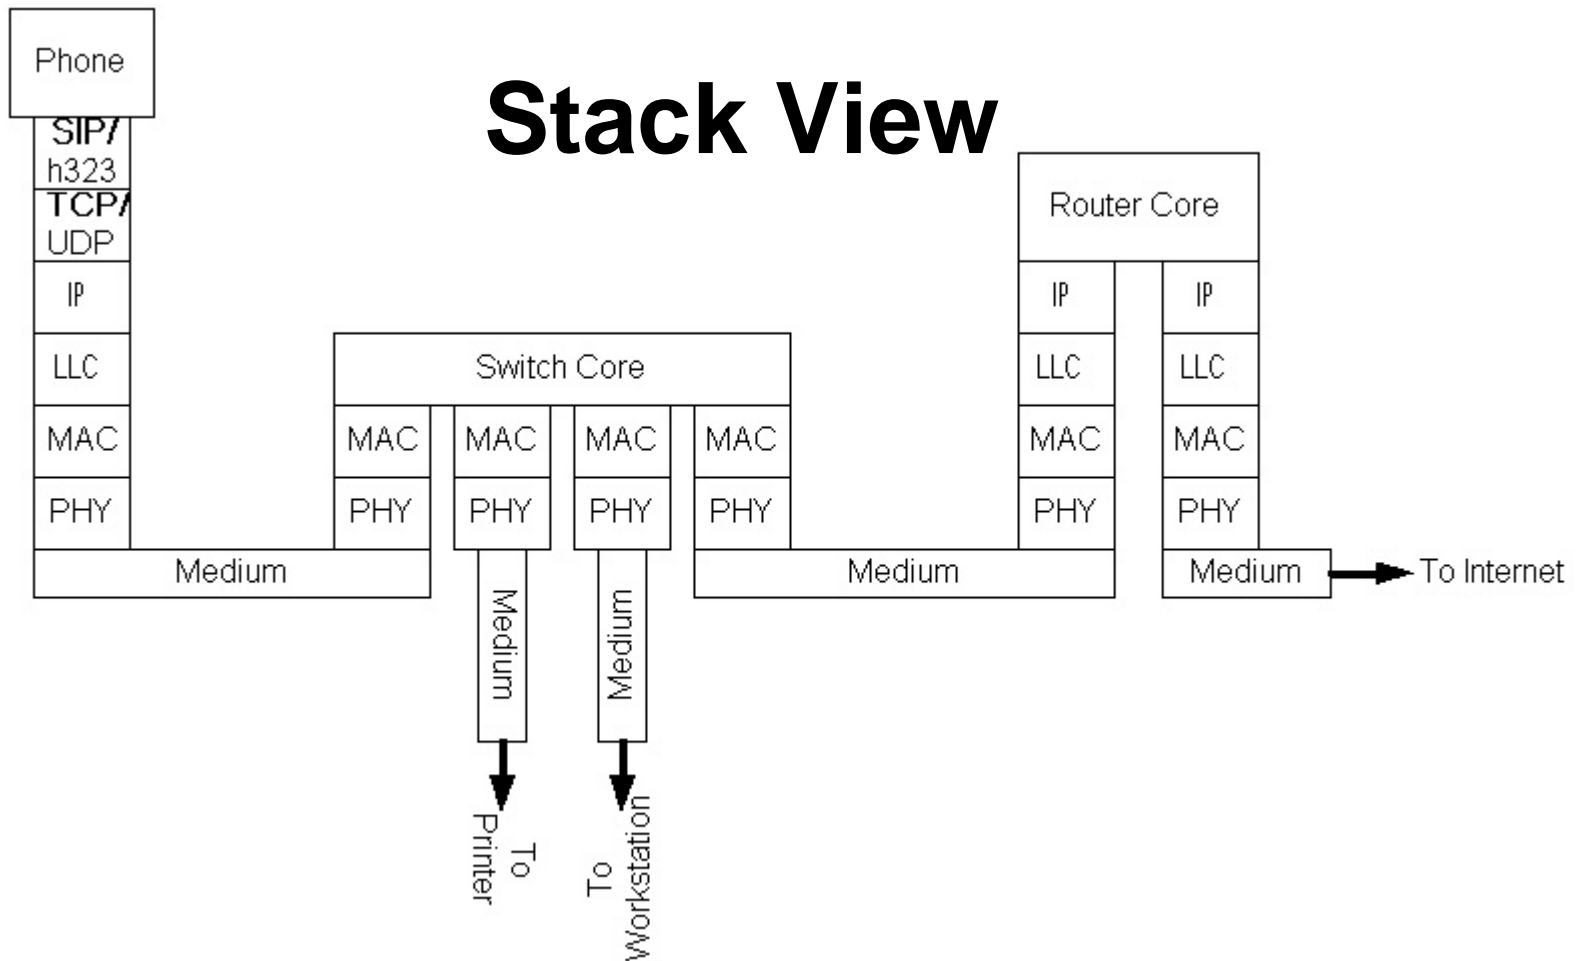 Stack View
Phone
SIP/
h323
TCP/
UDP
IP
LLC
MAC
PHY
Medium
Switch Core
MAC
MAC
MAC
MAC
PHY
PHY
PHY
PHY
Medium
Medium
To
Printer
To
Workstation
Medium
Router Core
IP
IP
LLC
LLC
MAC
MAC
PHY
PHY
Medium
To Internet